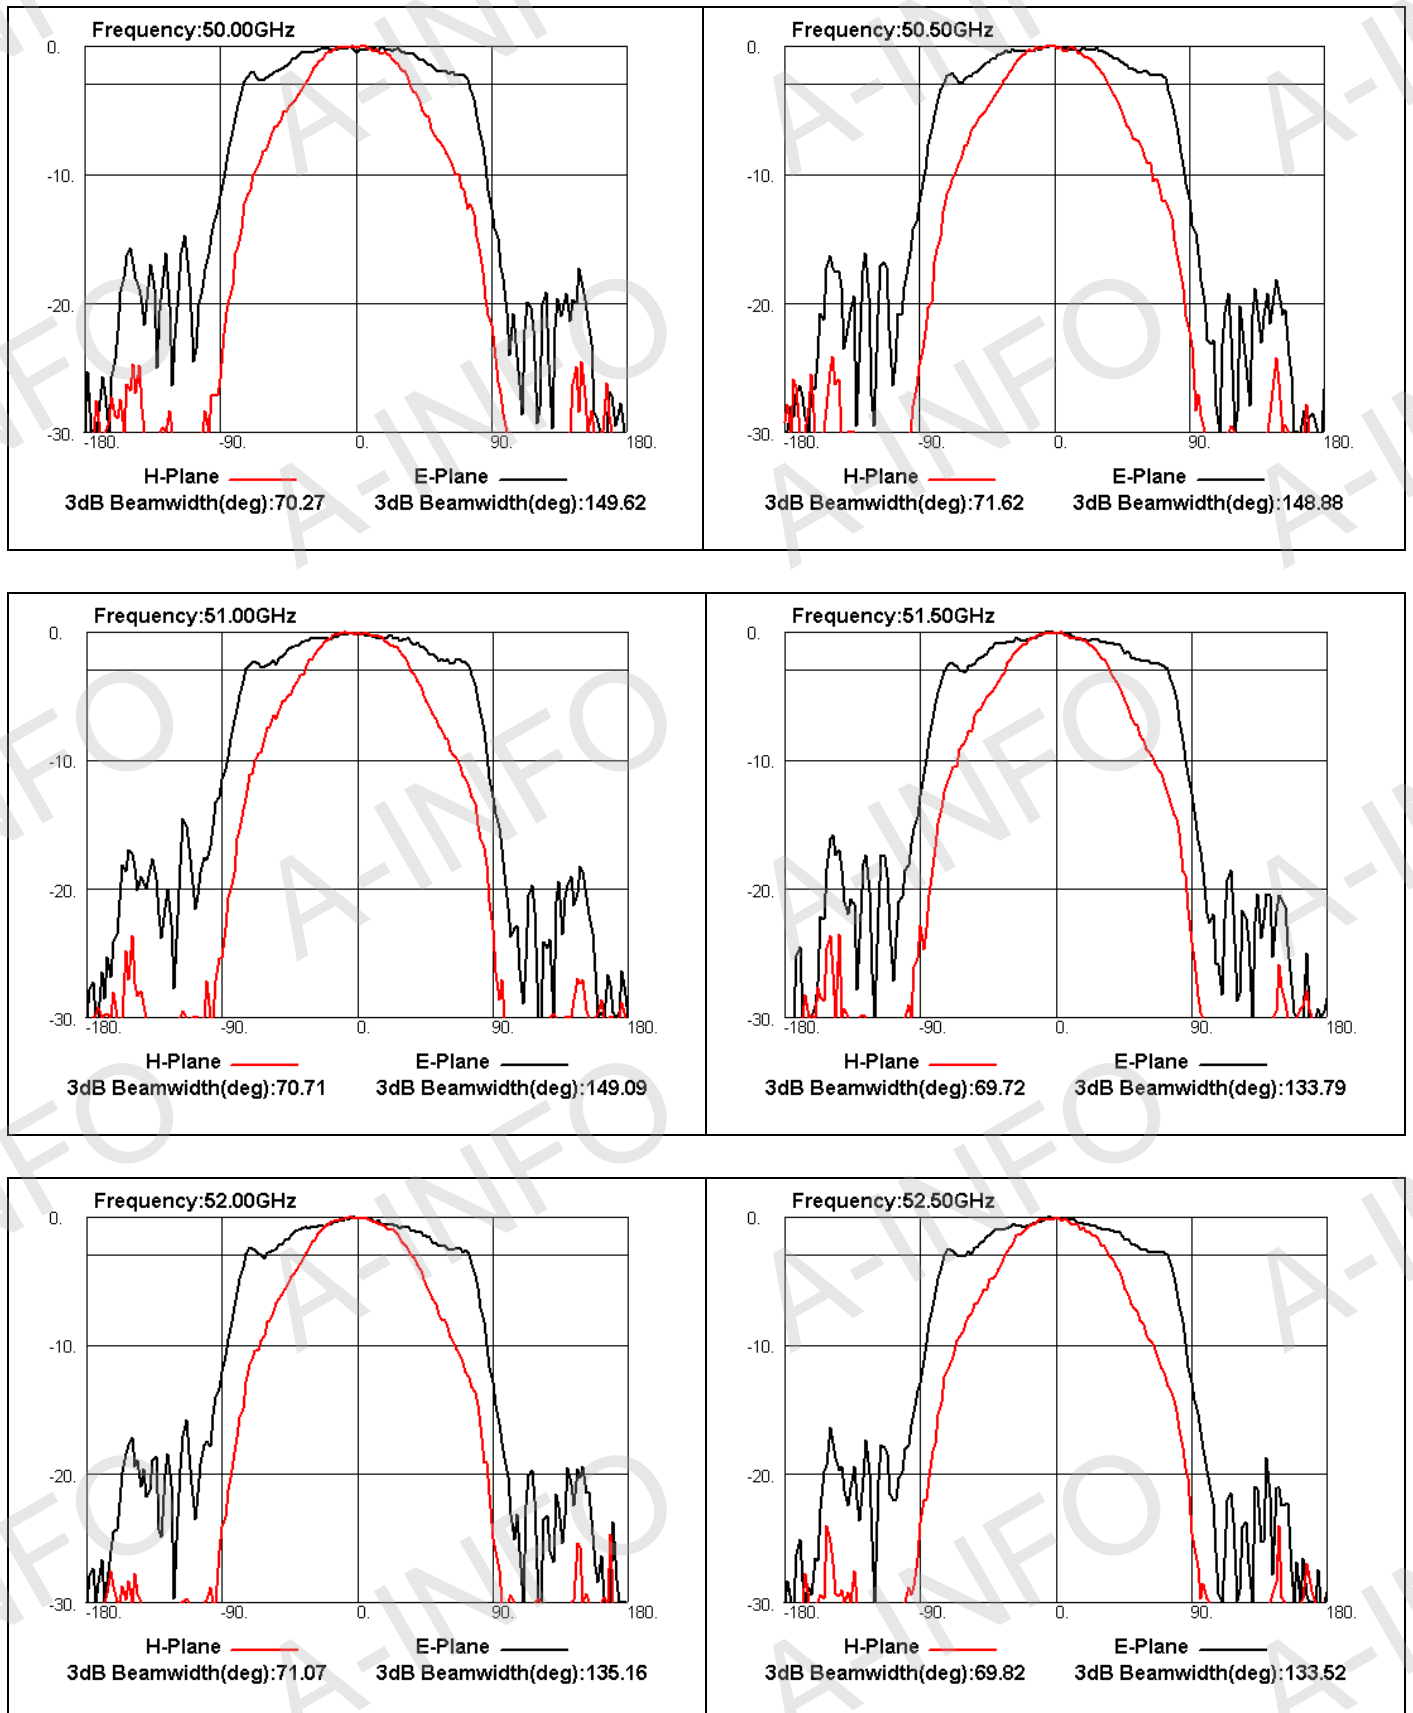 Frequency:50.00GHz
0.
-10.
-20.
-30.
-180. -90. 0. 90. 180.
H-Plane E-Plane
3dB Beamwidth(deg):70.27 3dB Beamwidth(deg):149.62
Frequency:50.50GHz
0.
-10.
-20.
-30.
-180. -90. 0. 90. 180.
H-Plane E-Plane
3dB Beamwidth(deg):71.62 3dB Beamwidth(deg):148.88
Frequency:51.00GHz
0.
-10.
-20.
-30.
-180. -90. 0. 90. 180.
H-Plane E-Plane
3dB Beamwidth(deg):70.71 3dB Beamwidth(deg):149.09
Frequency:51.50GHz
0.
-10.
-20.
-30.
-180. -90. 0. 90. 180.
H-Plane E-Plane
3dB Beamwidth(deg):69.72 3dB Beamwidth(deg):133.79
Frequency:52.00GHz
0.
-10.
-20.
-30.
-180. -90. 0. 90. 180.
H-Plane E-Plane
3dB Beamwidth(deg):71.07 3dB Beamwidth(deg):135.16
Frequency:52.50GHz
0.
-10.
-20.
-30.
-180. -90. 0. 90. 180.
H-Plane E-Plane
3dB Beamwidth(deg):69.82 3dB Beamwidth(deg):133.52
A-INFO